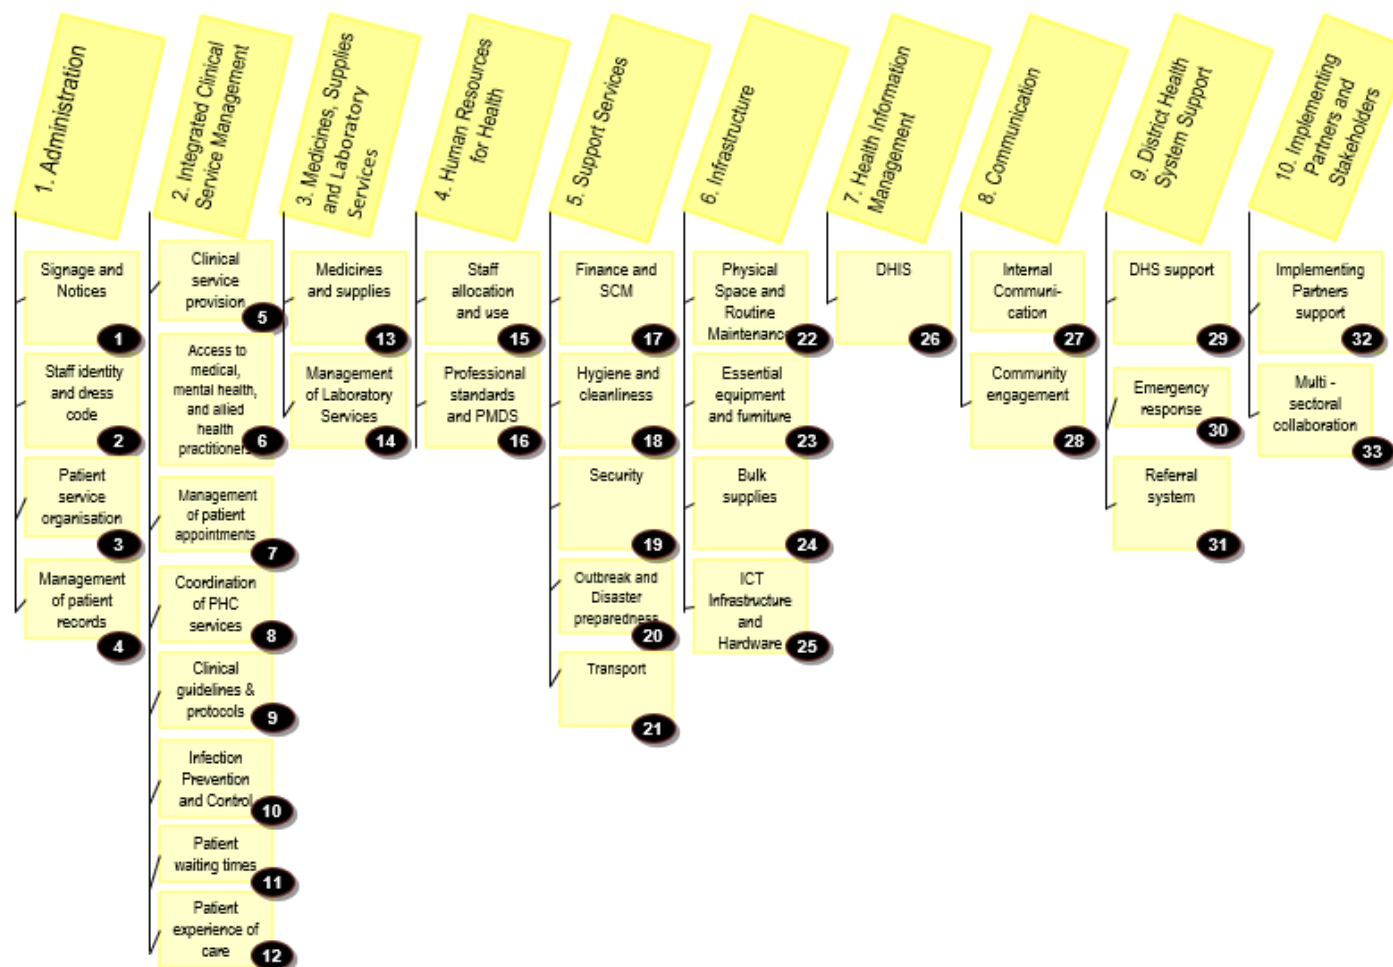 1. Administration
Signage and
Notices
1
Staff identity
and dress
code
2
Patient
service
organisation
3
Management
of patient
records
4
2. Integrated Clinical
Service Management
Clinical
service
provision
5
Access to
medical,
mental health,
and allied
health
practitioners
6
Management
of patient
appointments
7
Coordination
of PHC
services
8
Clinical
guidelines &
protocols
9
Infection
Prevention
and Control
10
Patient
waiting times
11
Patient
experience of
care
12
3. Medicines, Supplies
and Laboratory
Services
Medicines
and supplies
13
Management
of Laboratory
Services
14
4. Human Resources
for Health
Staff
allocation
and use
15
Professional
standards
and PMDS
16
5. Support Services
Finance and
SCM
17
Hygiene and
cleanliness
18
Security
19
Outbreak and
Disaster
preparedness
20
Transport
21
6. Infrastructure
Physical
Space and
Routine
Maintenance
22
Essential
equipment
and furniture
23
Bulk
supplies
24
ICT
Infrastructure
and
Hardware
25
7. Health Information
Management
DHIS
26
8. Communication
Internal
Communi-
cation
27
Community
engagement
28
9. District Health
System Support
DHS support
29
Emergency
response
30
Referral
system
31
10. Implementing
Partners and
Stakeholders
Implementing
Partners
support
32
Multi -
sectoral
collaboration
33